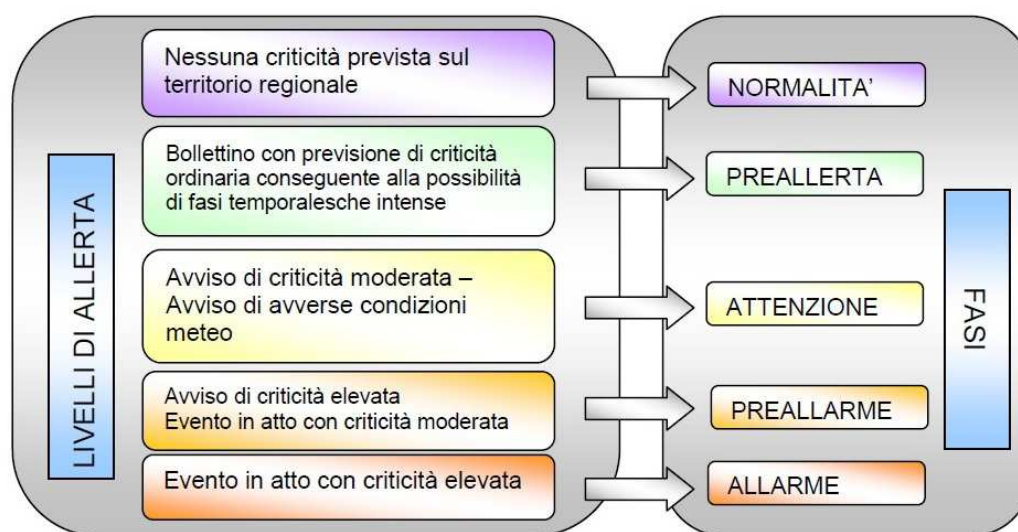 LIVELLI DI ALLERTA
Nessuna criticità prevista sul
territorio regionale
NORMALITA'
Bollettino con previsione di criticità
ordinaria conseguente alla possibilità
di fasi temporalesche intense
PREALLERTA
Avviso di criticità moderata –
Avviso di avverse condizioni
meteo
ATTENZIONE
Avviso di criticità elevata
Evento in atto con criticità moderata
PREALLARME
Evento in atto con criticità elevata
ALLARME
FASI